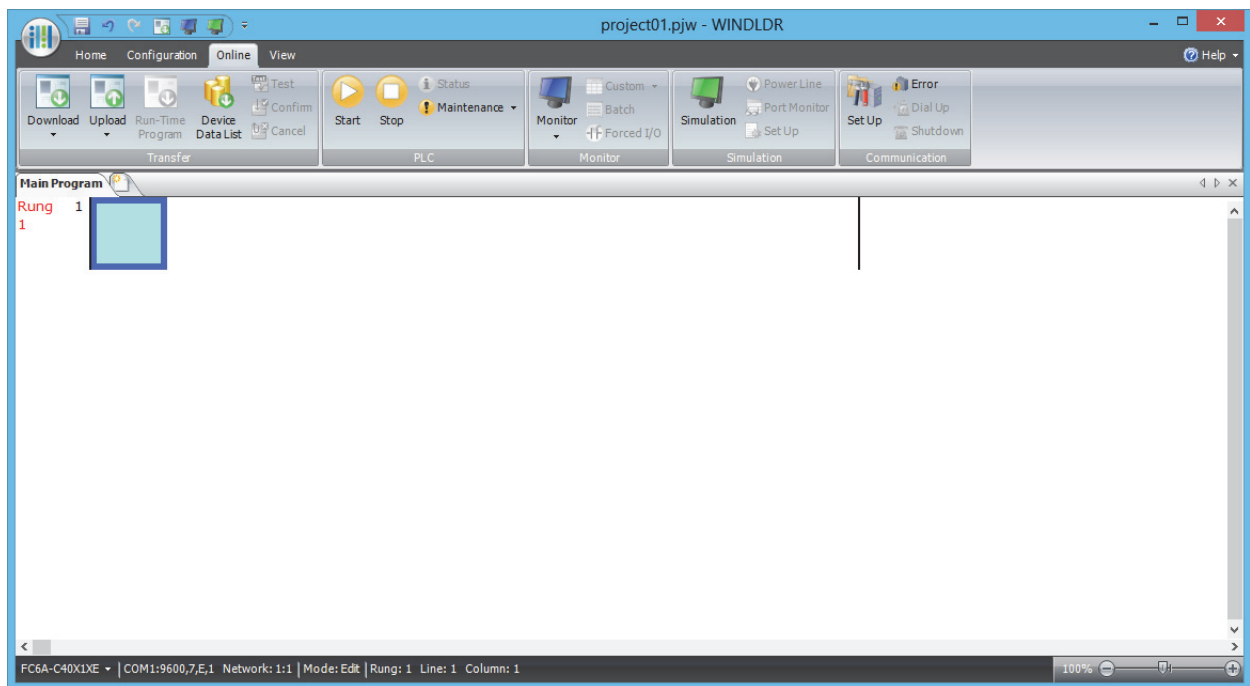 project01.pjw - WINDLDR
Home Configuration Online View Help
Download Upload Run-Time Program Device Data List Test Confirm Cancel
Transfer
Start Stop Status Maintenance
PLC
Monitor Custom Batch Forced I/O
Monitor
Simulation Power Line Port Monitor Set Up
Simulation
Set Up Error Dial Up Shutdown
Communication
Main Program
Rung 1
1
FC6A-C40X1XE COM1:9600,7,E,1 Network: 1:1 Mode: Edit Rung: 1 Line: 1 Column: 1 100%